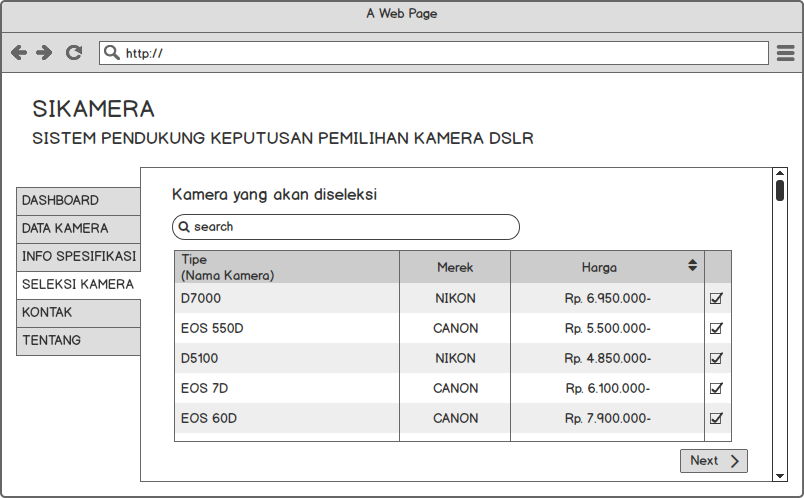 A Web Page
http://
SIKAMERA
SISTEM PENDUKUNG KEPUTUSAN PEMILIHAN KAMERA DSLR
DASHBOARD
DATA KAMERA
INFO SPESIFIKASI
SELEKSI KAMERA
KONTAK
TENTANG
Kamera yang akan diseleksi
search
Tipe
(Nama Kamera) Merek Harga
D7000 NIKON Rp. 6.950.000-
EOS 550D CANON Rp. 5.500.000-
D5100 NIKON Rp. 4.850.000-
EOS 7D CANON Rp. 6.100.000-
EOS 60D CANON Rp. 7.900.000-
Next